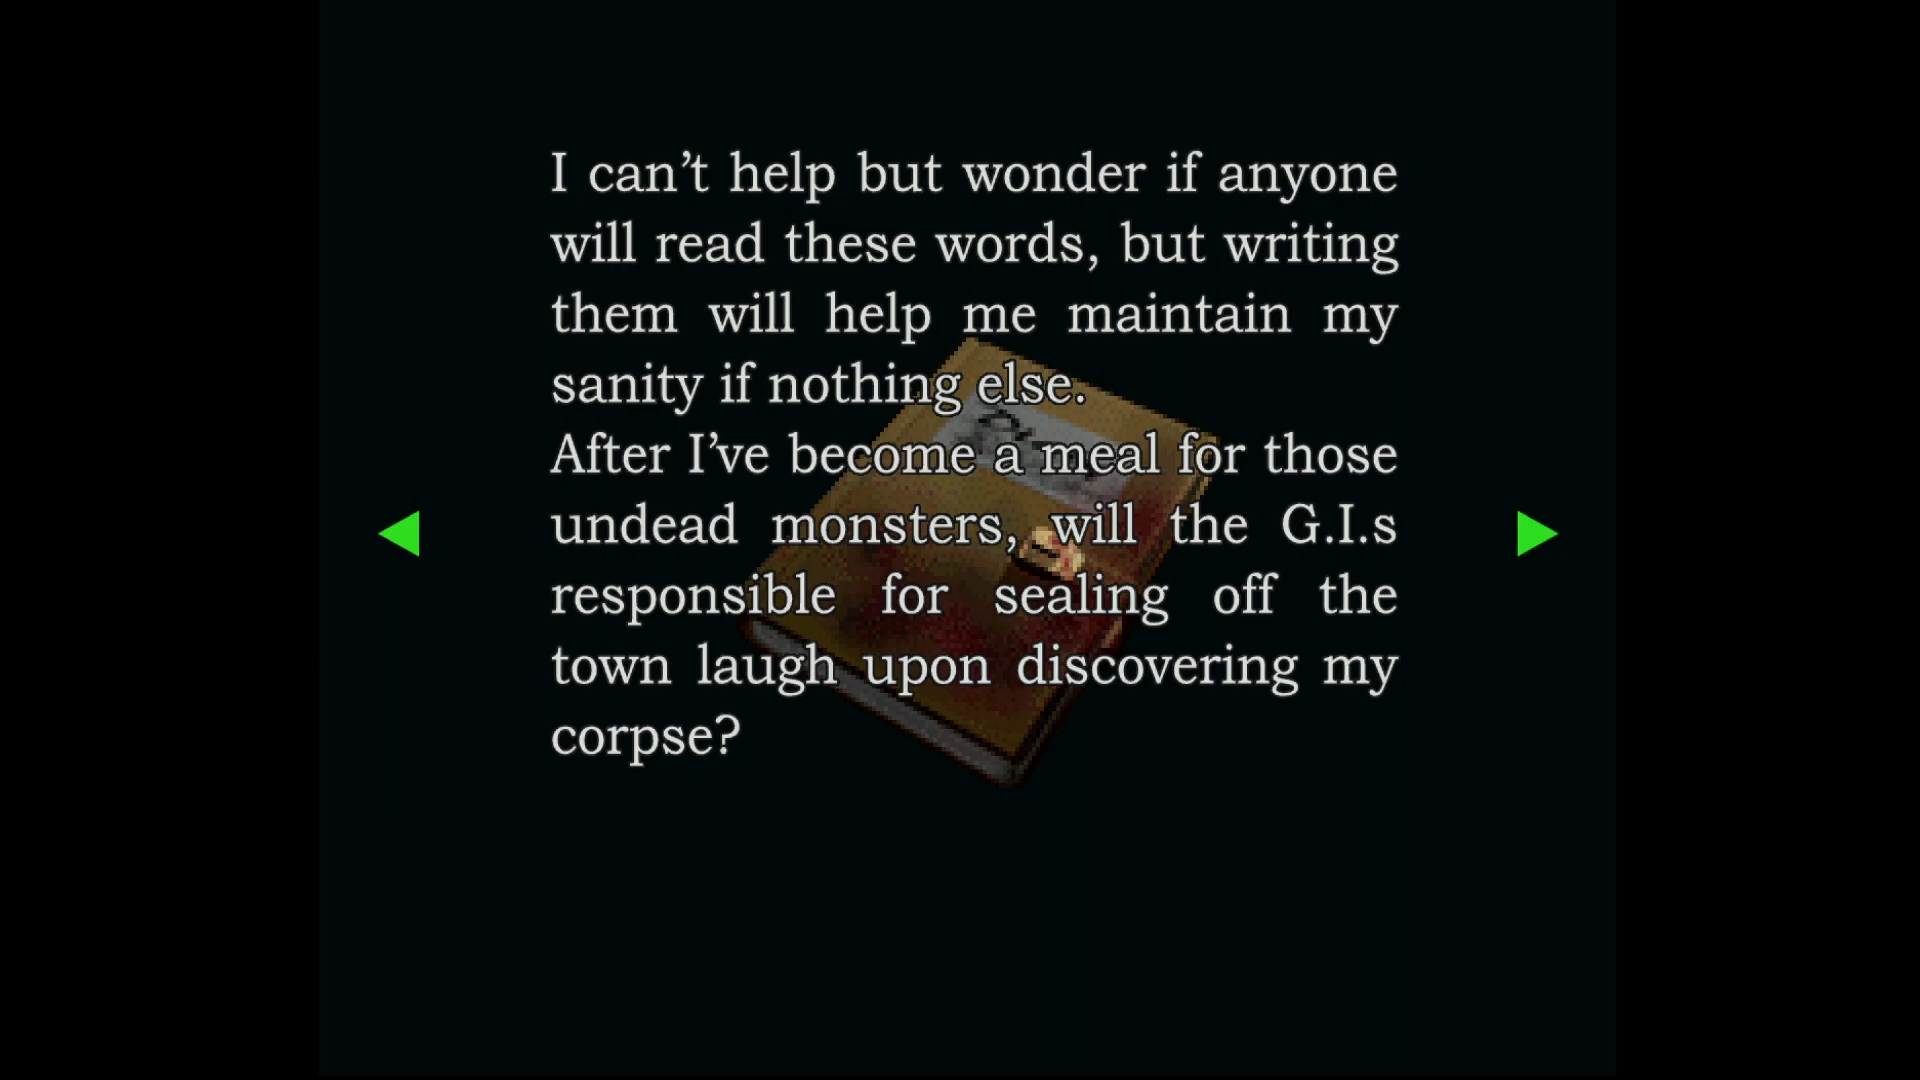 I can’t help but wonder if anyone
will read these words, but writing
them will help me maintain my
sanity if nothing else.
After I’ve become a meal for those
undead monsters, will the G.I.s
responsible for sealing off the
town laugh upon discovering my
corpse?